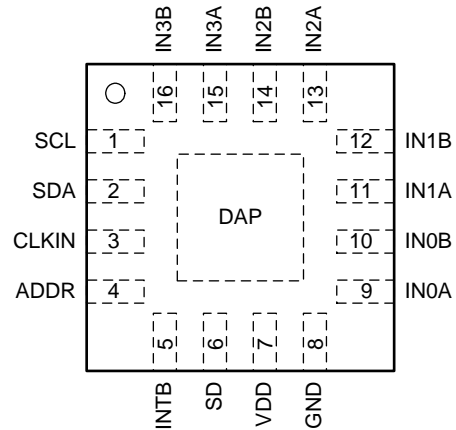 IN3B
IN3A
IN2B
IN2A
16
15
14
13
SCL 1
12 IN1B
SDA 2
11 IN1A
DAP
CLKIN 3
10 IN0B
ADDR 4
9 IN0A
5
6
7
8
INTB
SD
VDD
GND